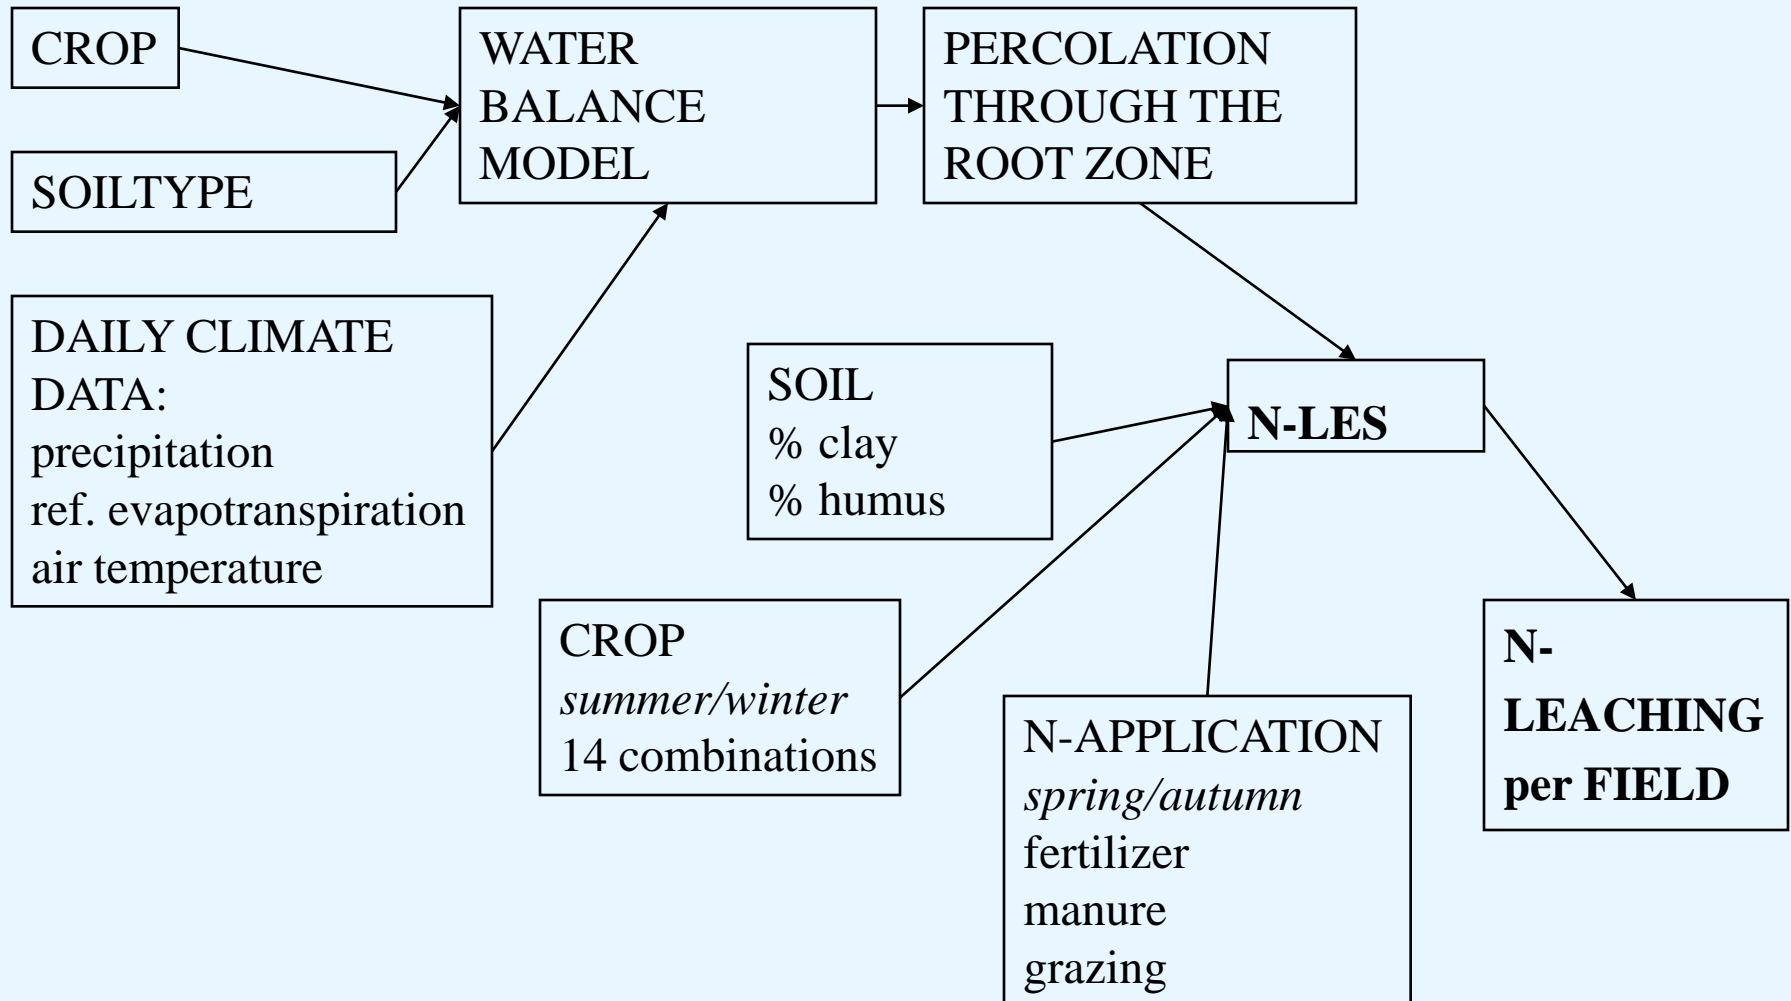 CROP
SOILTYPE
WATER
BALANCE
MODEL
PERCOLATION
THROUGH THE
ROOT ZONE
DAILY CLIMATE
DATA:
precipitation
ref. evapotranspiration
air temperature
SOIL
% clay
% humus
N-LES
CROP
summer/winter
14 combinations
N-APPLICATION
spring/autumn
fertilizer
manure
grazing
N-
LEACHING
per FIELD